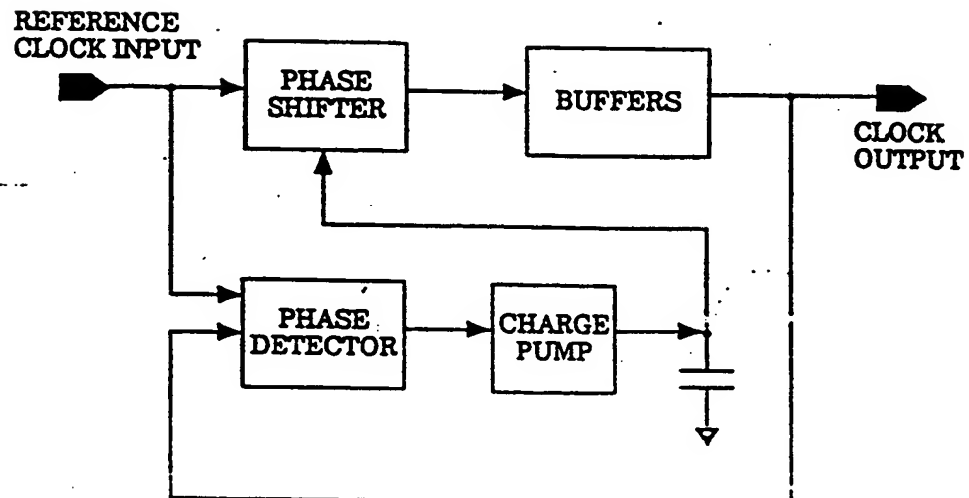 REFERENCE
CLOCK INPUT
PHASE
SHIFTER
BUFFERS
CLOCK
OUTPUT
PHASE
DETECTOR
CHARGE
PUMP